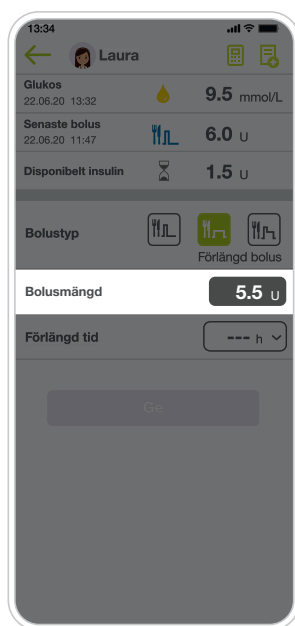 13:34
Laura
Glukos
22.06.20 13:32
9.5 mmol/L
Senaste bolus
22.06.20 11:47
6.0 U
Disponibelt insulin
1.5 U
Bolustyp
Förlängd bolus
Bolusmängd
5.5 U
Förlängd tid
--- h
Ge